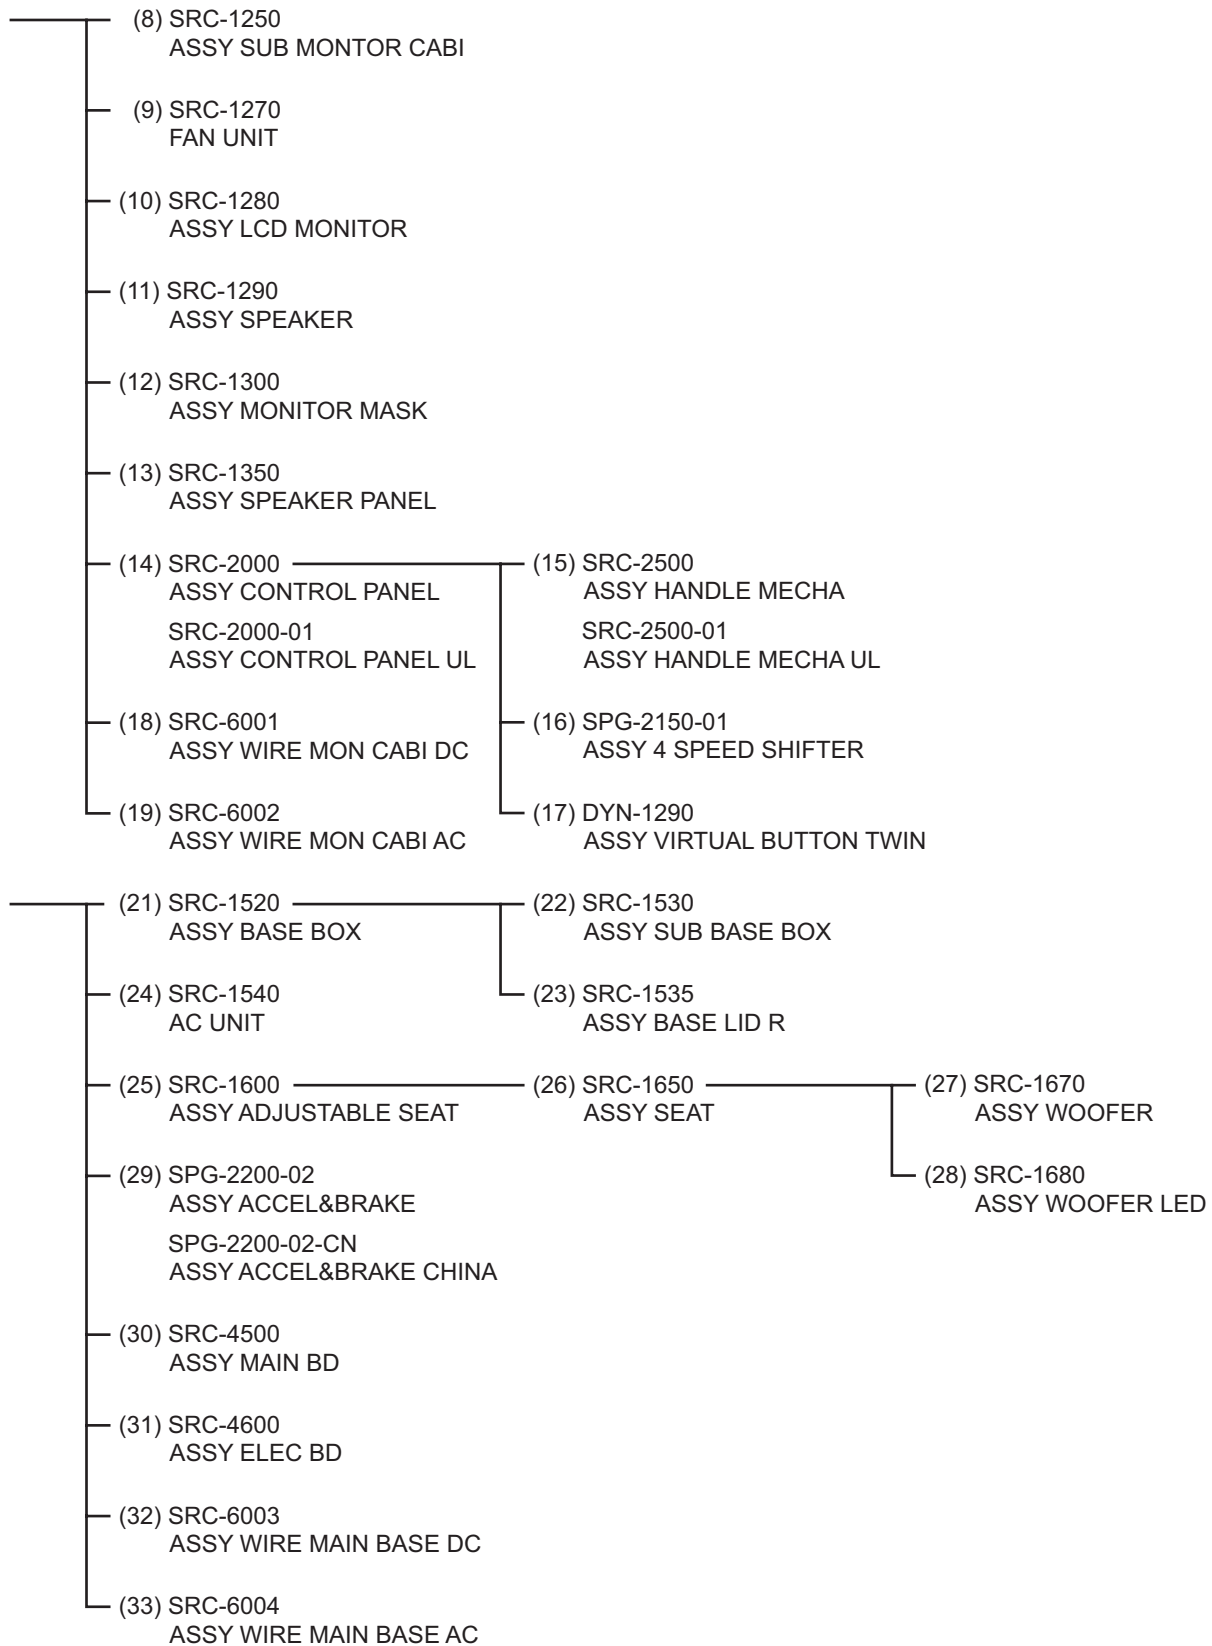 (8) SRC-1250
ASSY SUB MONTOR CABI
(9) SRC-1270
FAN UNIT
(10) SRC-1280
ASSY LCD MONITOR
(11) SRC-1290
ASSY SPEAKER
(12) SRC-1300
ASSY MONITOR MASK
(13) SRC-1350
ASSY SPEAKER PANEL
(14) SRC-2000
ASSY CONTROL PANEL
SRC-2000-01
ASSY CONTROL PANEL UL
(15) SRC-2500
ASSY HANDLE MECHA
SRC-2500-01
ASSY HANDLE MECHA UL
(16) SPG-2150-01
ASSY 4 SPEED SHIFTER
(17) DYN-1290
ASSY VIRTUAL BUTTON TWIN
(18) SRC-6001
ASSY WIRE MON CABI DC
(19) SRC-6002
ASSY WIRE MON CABI AC
(21) SRC-1520
ASSY BASE BOX
(22) SRC-1530
ASSY SUB BASE BOX
(23) SRC-1535
ASSY BASE LID R
(24) SRC-1540
AC UNIT
(25) SRC-1600
ASSY ADJUSTABLE SEAT
(26) SRC-1650
ASSY SEAT
(27) SRC-1670
ASSY WOOFER
(28) SRC-1680
ASSY WOOFER LED
(29) SPG-2200-02
ASSY ACCEL&BRAKE
SPG-2200-02-CN
ASSY ACCEL&BRAKE CHINA
(30) SRC-4500
ASSY MAIN BD
(31) SRC-4600
ASSY ELEC BD
(32) SRC-6003
ASSY WIRE MAIN BASE DC
(33) SRC-6004
ASSY WIRE MAIN BASE AC